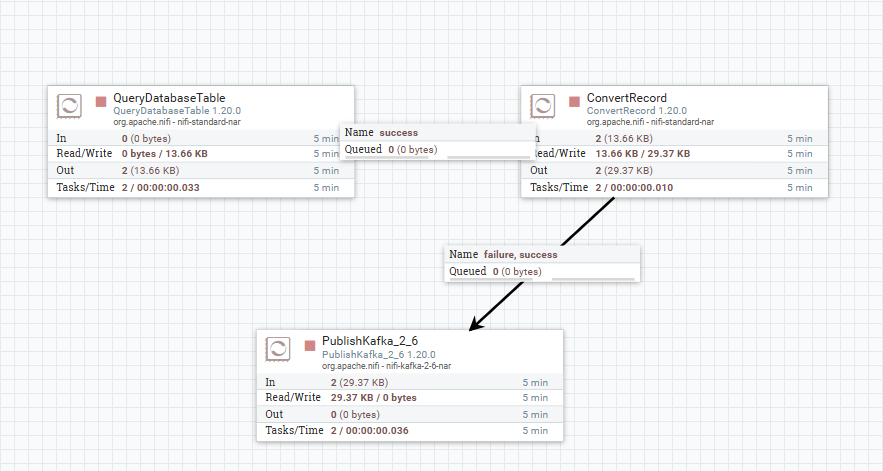 QueryDatabaseTable
QueryDatabaseTable 1.20.0
org.apache.nifi - nifi-standard-nar
In 0 (0 bytes) 5 min
Read/Write 0 bytes / 13.66 KB 5 min
Out 2 (13.66 KB) 5 min
Tasks/Time 2 / 00:00:00.033 5 min
Name success
Queued 0 (0 bytes)
ConvertRecord
ConvertRecord 1.20.0
org.apache.nifi - nifi-standard-nar
In 2 (13.66 KB) 5 min
Read/Write 13.66 KB / 29.37 KB 5 min
Out 2 (29.37 KB) 5 min
Tasks/Time 2 / 00:00:00.010 5 min
Name failure, success
Queued 0 (0 bytes)
PublishKafka_2_6
PublishKafka_2_6 1.20.0
org.apache.nifi - nifi-kafka-2-6-nar
In 2 (29.37 KB) 5 min
Read/Write 29.37 KB / 0 bytes 5 min
Out 0 (0 bytes) 5 min
Tasks/Time 2 / 00:00:00.036 5 min